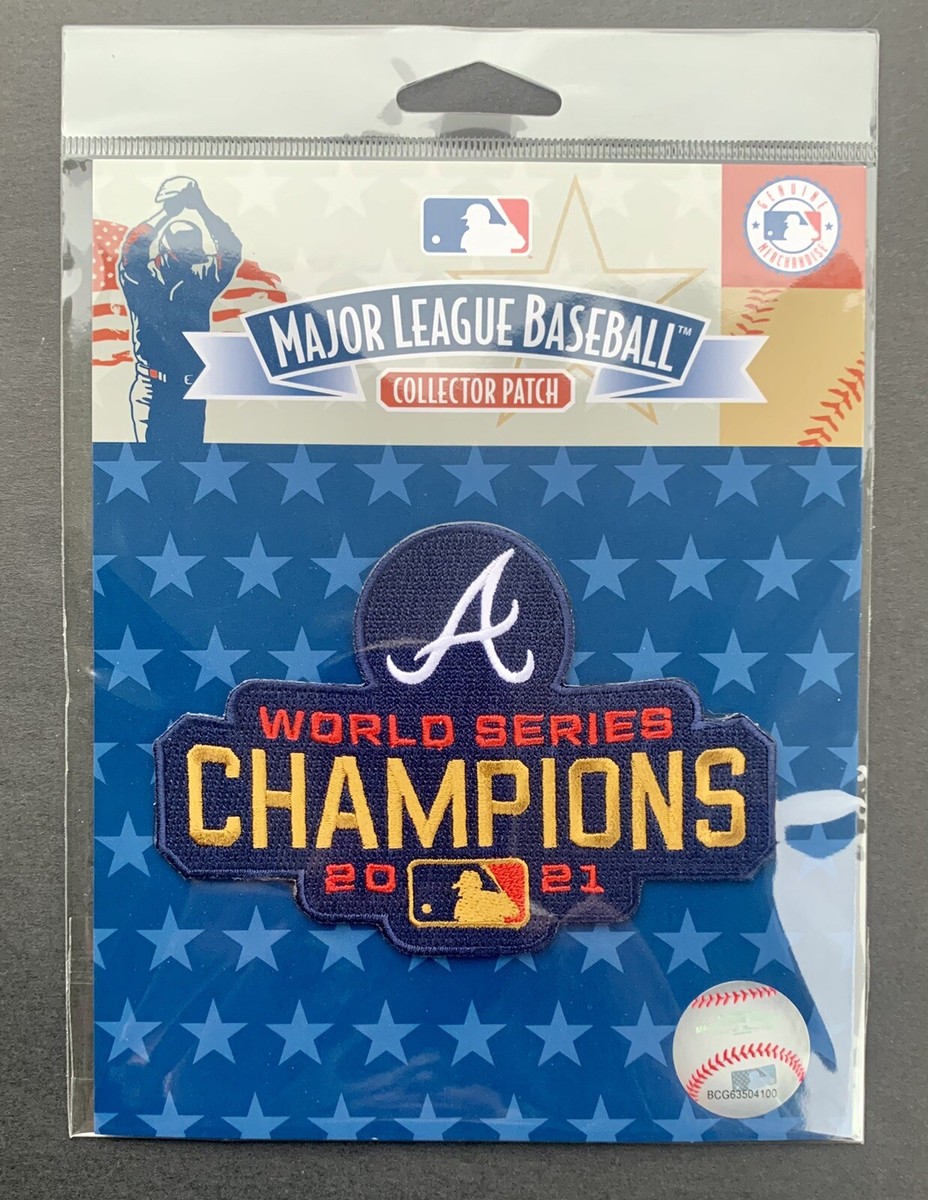 GENUINE
MERCHANDISE
MAJOR LEAGUE BASEBALL™
COLLECTOR PATCH
A
WORLD SERIES
CHAMPIONS
20 21
BCG63504100